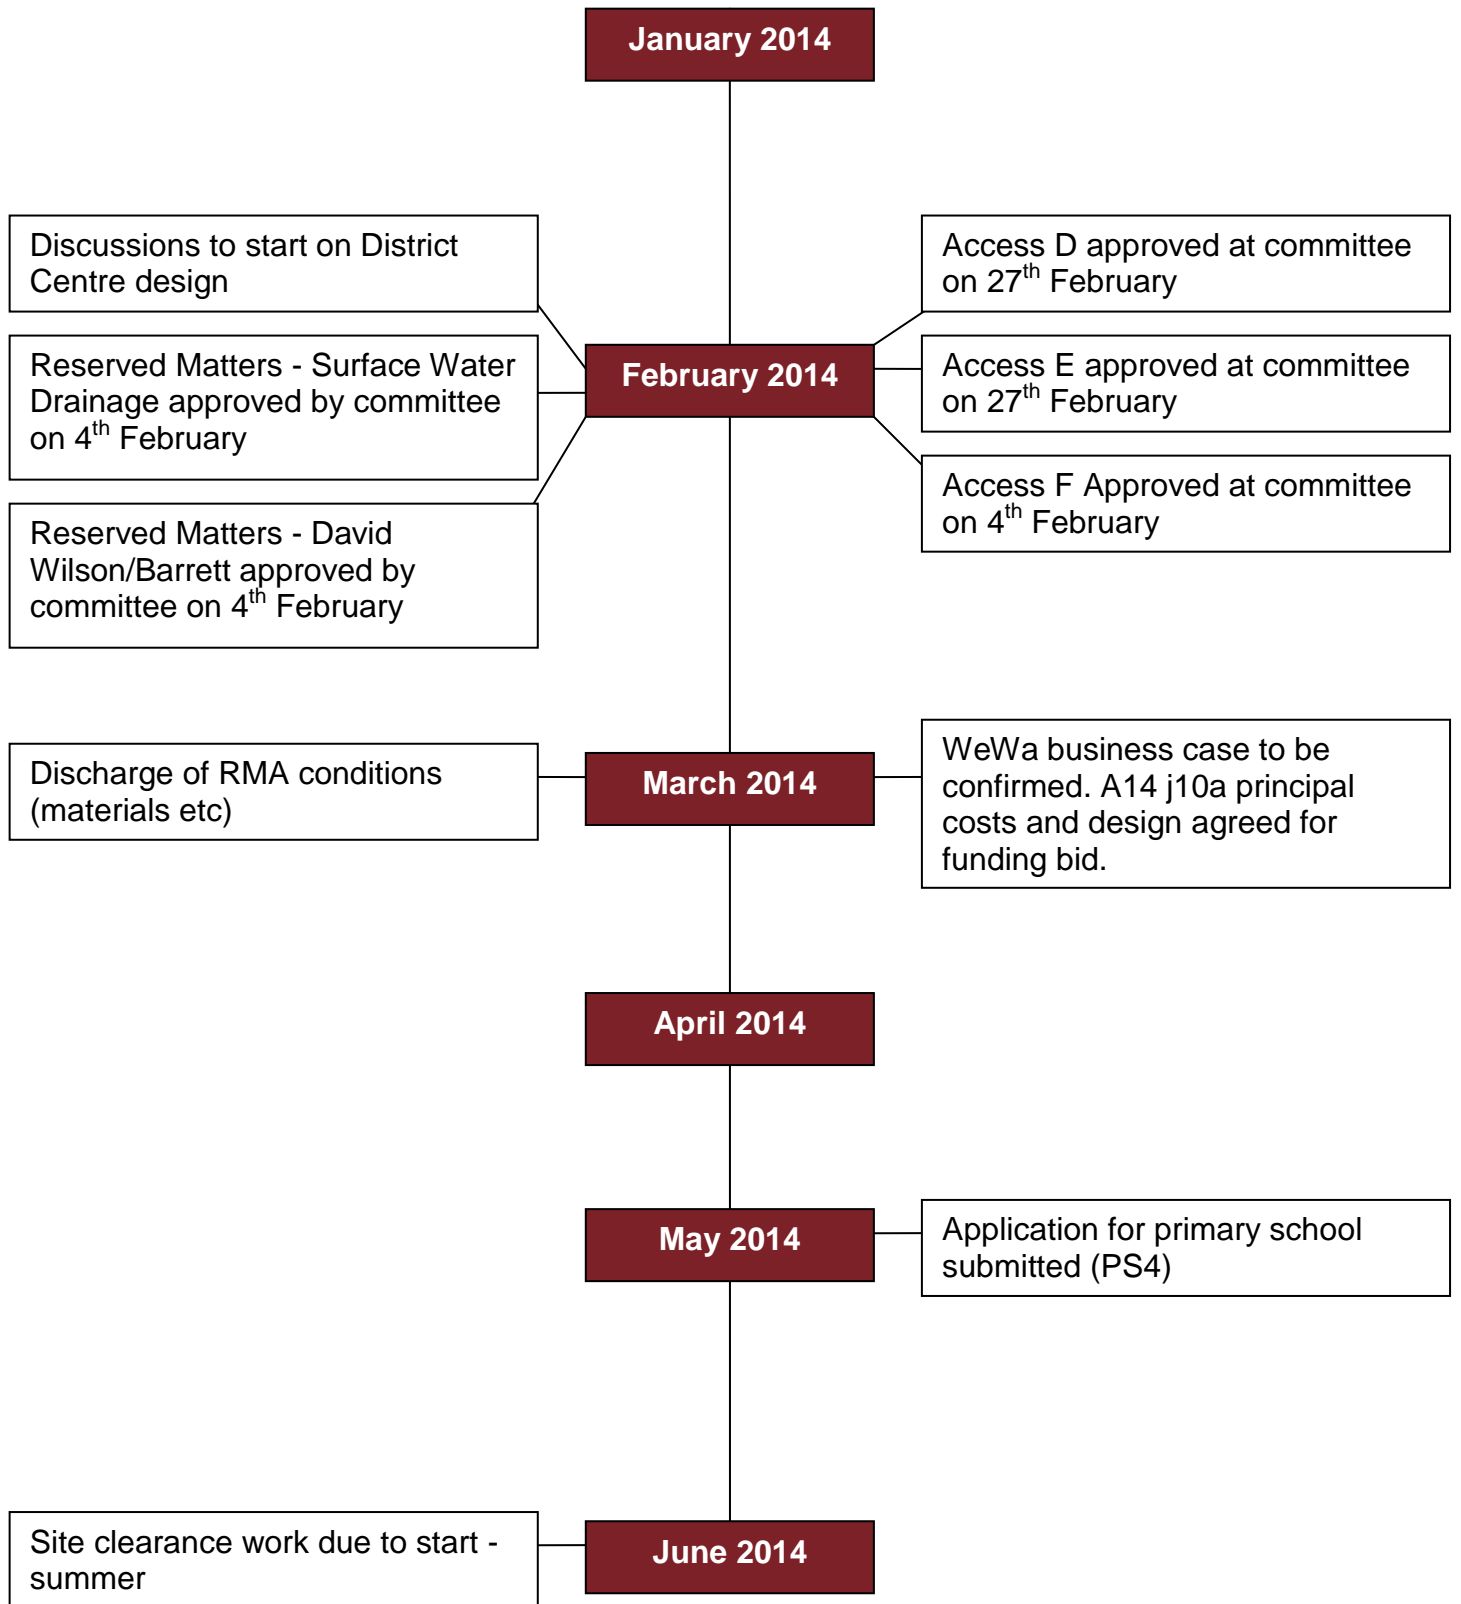 January 2014
Discussions to start on District
Centre design
Reserved Matters - Surface Water
Drainage approved by committee
on 4th February
Reserved Matters - David
Wilson/Barrett approved by
committee on 4th February
February 2014
Access D approved at committee
on 27th February
Access E approved at committee
on 27th February
Access F Approved at committee
on 4th February
Discharge of RMA conditions
(materials etc)
March 2014
WeWa business case to be
confirmed. A14 j10a principal
costs and design agreed for
funding bid.
April 2014
May 2014
Application for primary school
submitted (PS4)
Site clearance work due to start -
summer
June 2014